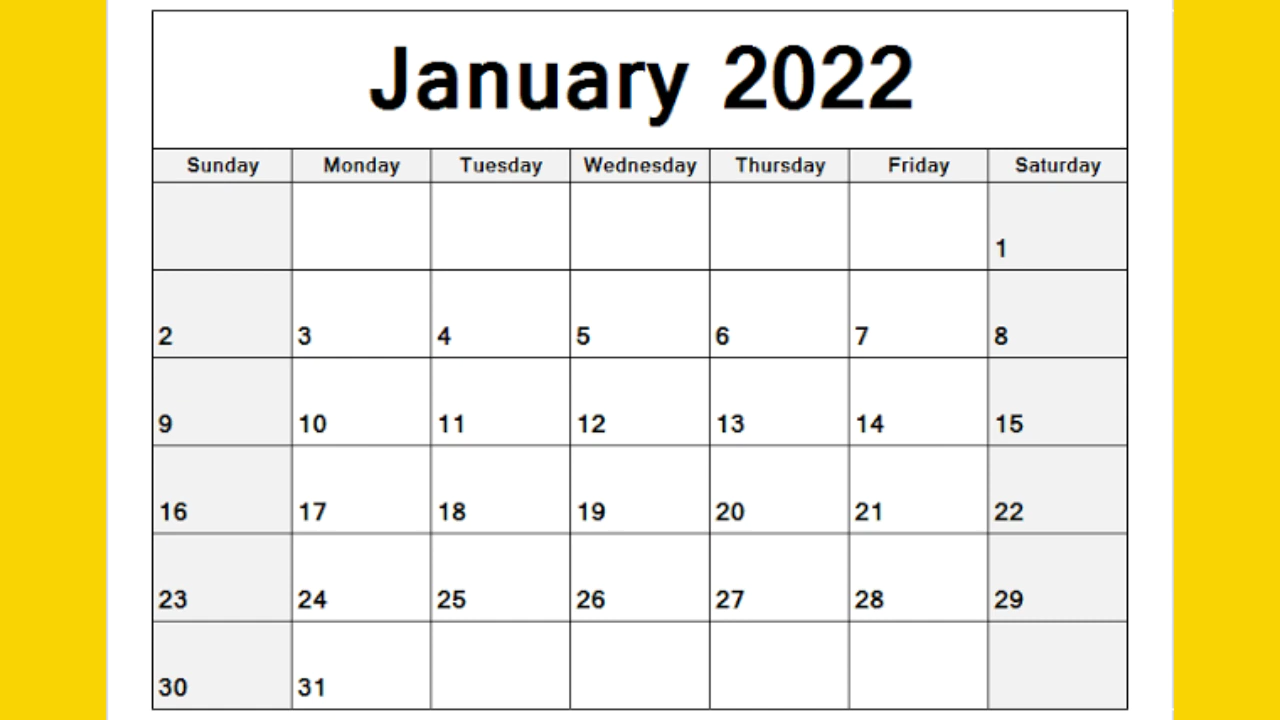 January 2022
Sunday Monday Tuesday Wednesday Thursday Friday Saturday
1
2 3 4 5 6 7 8
9 10 11 12 13 14 15
16 17 18 19 20 21 22
23 24 25 26 27 28 29
30 31